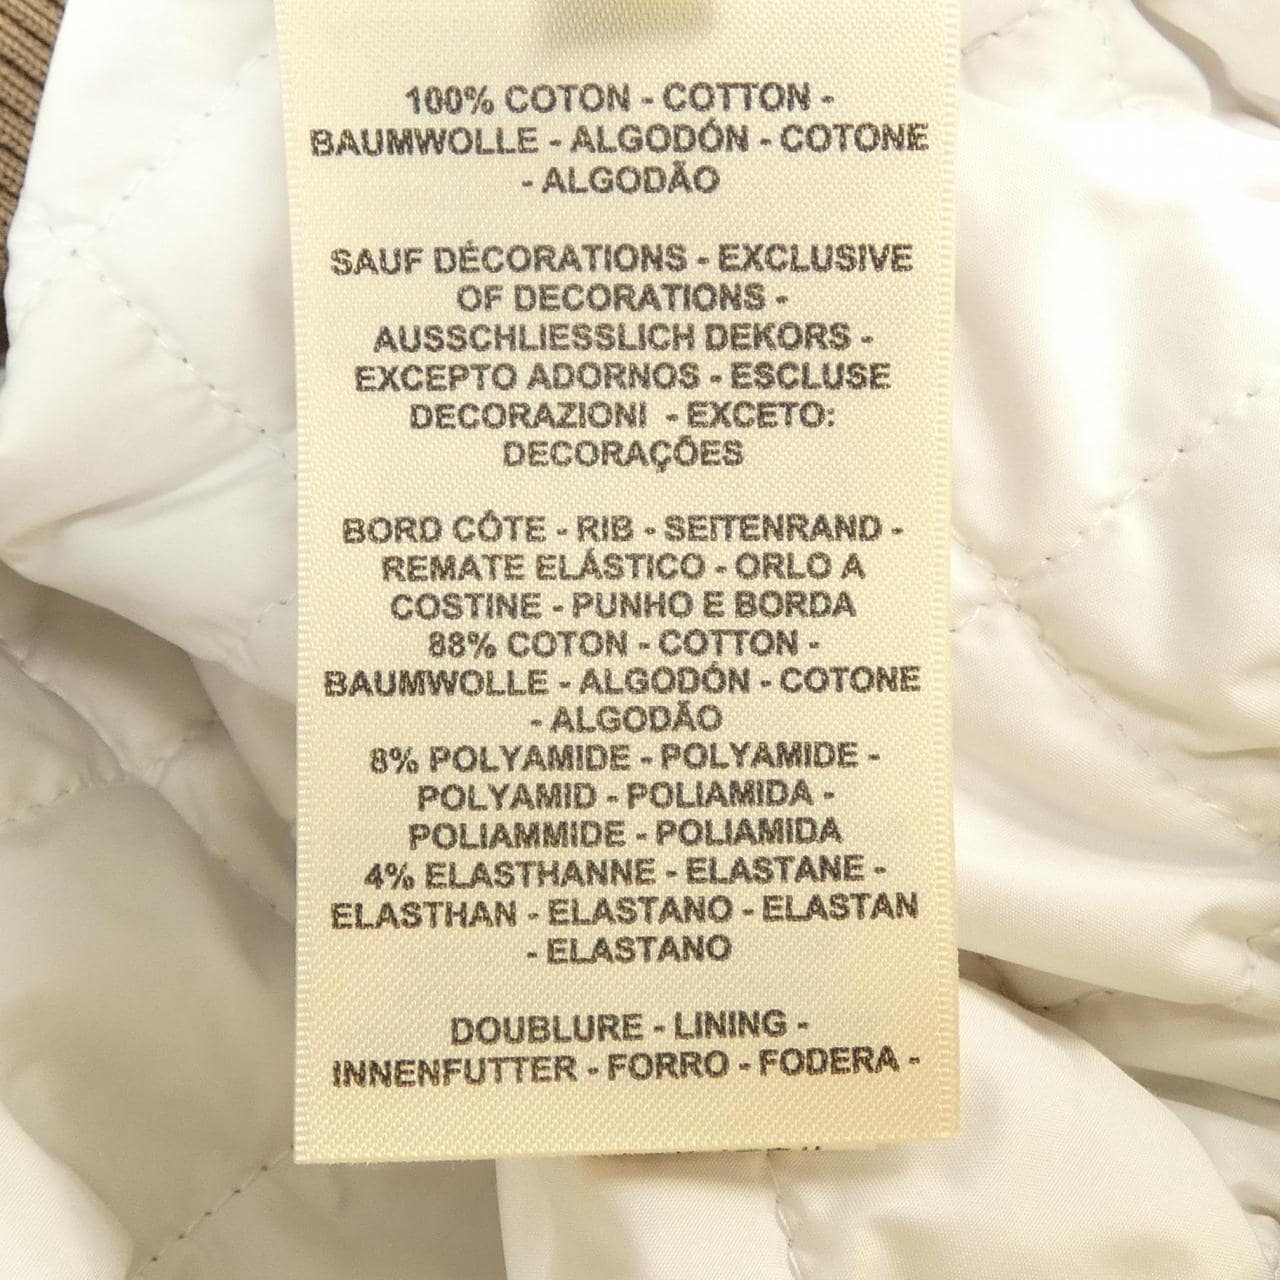 100% COTON - COTTON -
BAUMWOLLE - ALGODÓN - COTONE
- ALGODÃO
SAUF DÉCORATIONS - EXCLUSIVE
OF DECORATIONS -
AUSSCHLIESSLICH DEKORS -
EXCEPTO ADORNOS - ESCLUSE
DECORAZIONI - EXCETO:
DECORAÇÕES
BORD CÔTE - RIB - SEITENRAND -
REMATE ELÁSTICO - ORLO A
COSTINE - PUNHO E BORDA
88% COTON - COTTON -
BAUMWOLLE - ALGODÓN - COTONE
- ALGODÃO
8% POLYAMIDE - POLYAMIDE -
POLYAMID - POLIAMIDA -
POLIAMMIDE - POLIAMIDA
4% ELASTHANNE - ELASTANE -
ELASTHAN - ELASTANO - ELASTAN
- ELASTANO
DOUBLURE - LINING -
INNENFUTTER - FORRO - FODERA -